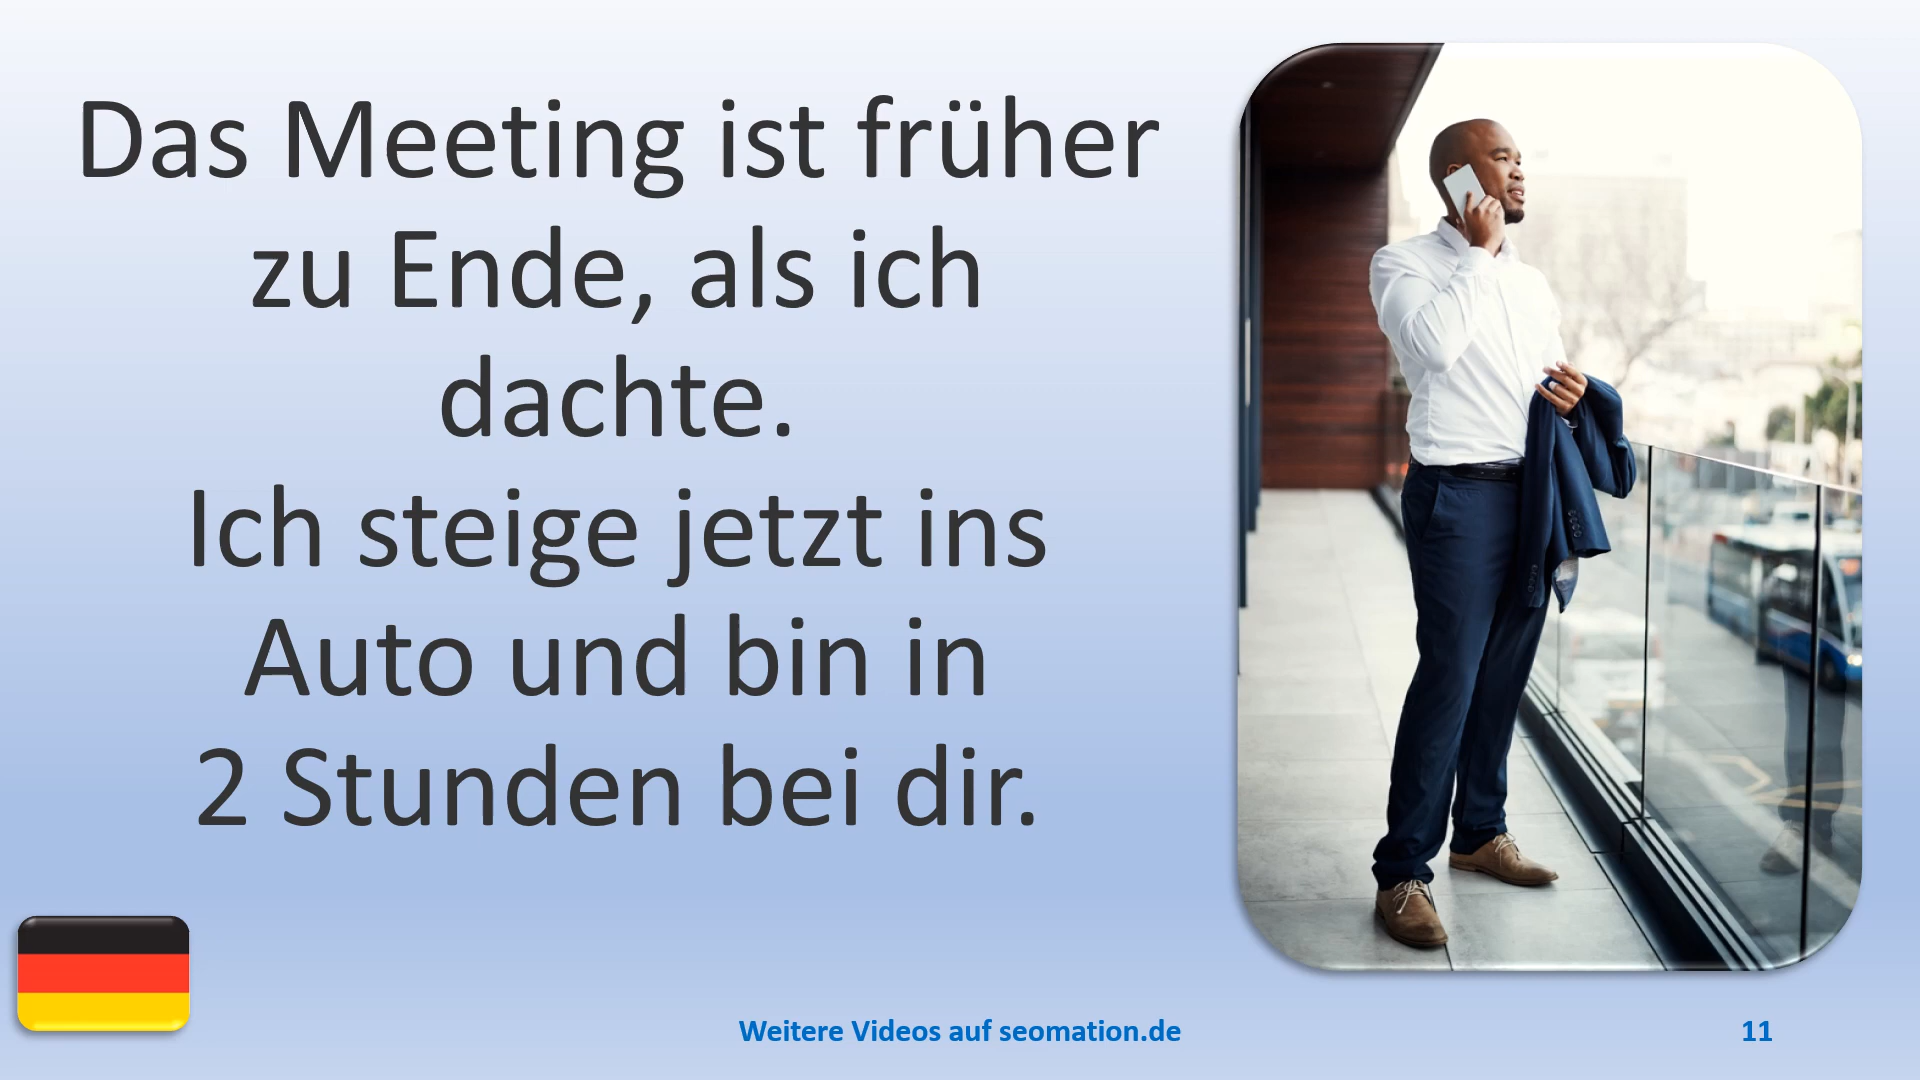 Das Meeting ist früher
zu Ende, als ich
dachte.
Ich steige jetzt ins
Auto und bin in
2 Stunden bei dir.
Weitere Videos auf seomation.de
11